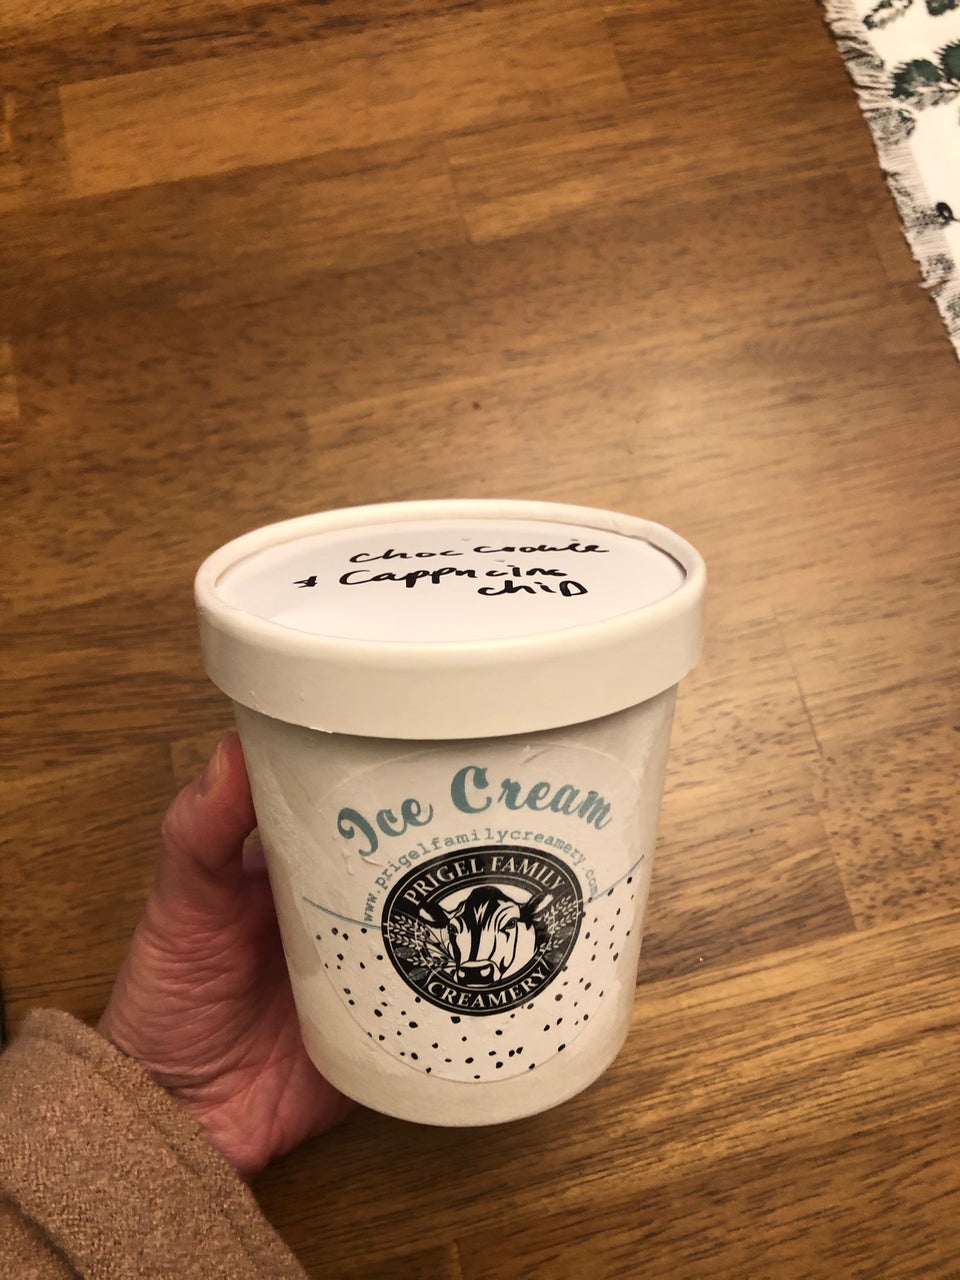 choc cookie
& Cappucino
chip
Ice Cream
www.prigelfamilycreamery.com
PRIGEL FAMILY
CREAMERY